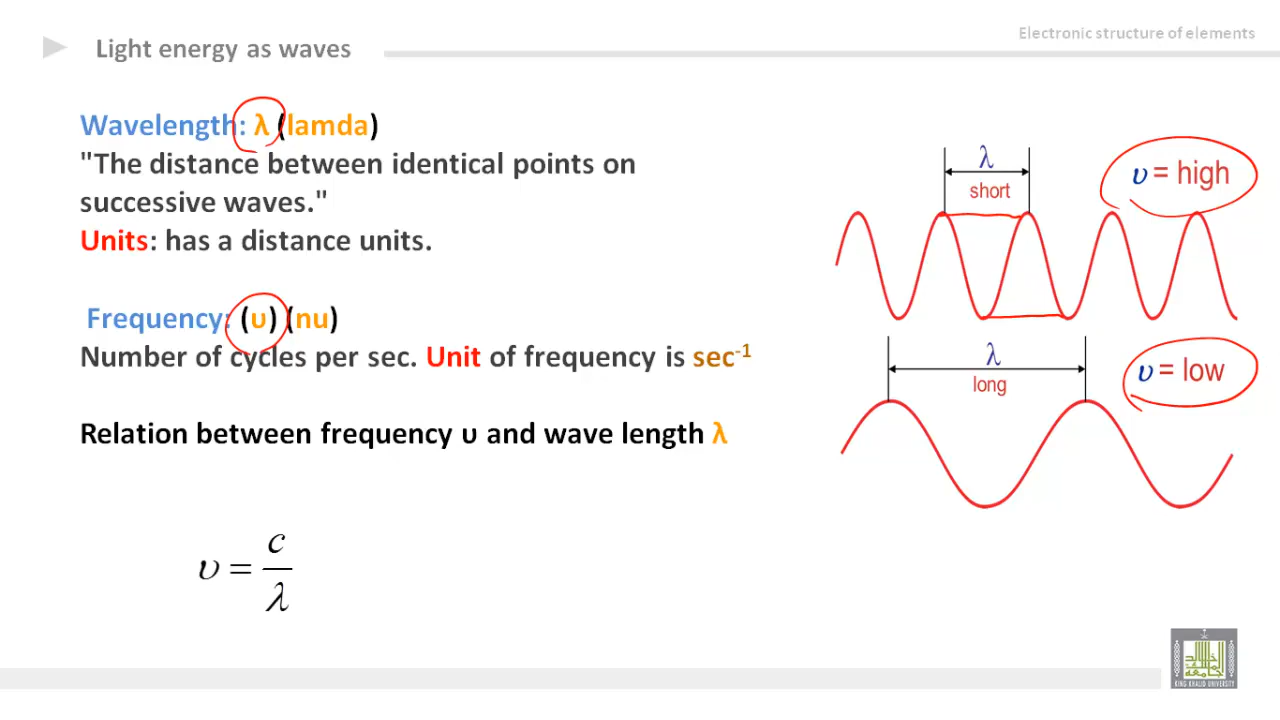 Electronic structure of elements
Light energy as waves
Wavelength: λ (lamda)
"The distance between identical points on
successive waves."
Units: has a distance units.
Frequency: (υ) (nu)
Number of cycles per sec. Unit of frequency is sec⁻¹
Relation between frequency υ and wave length λ
υ = c/λ
λ
short
υ = high
λ
long
υ = low
KING KHALID UNIVERSITY